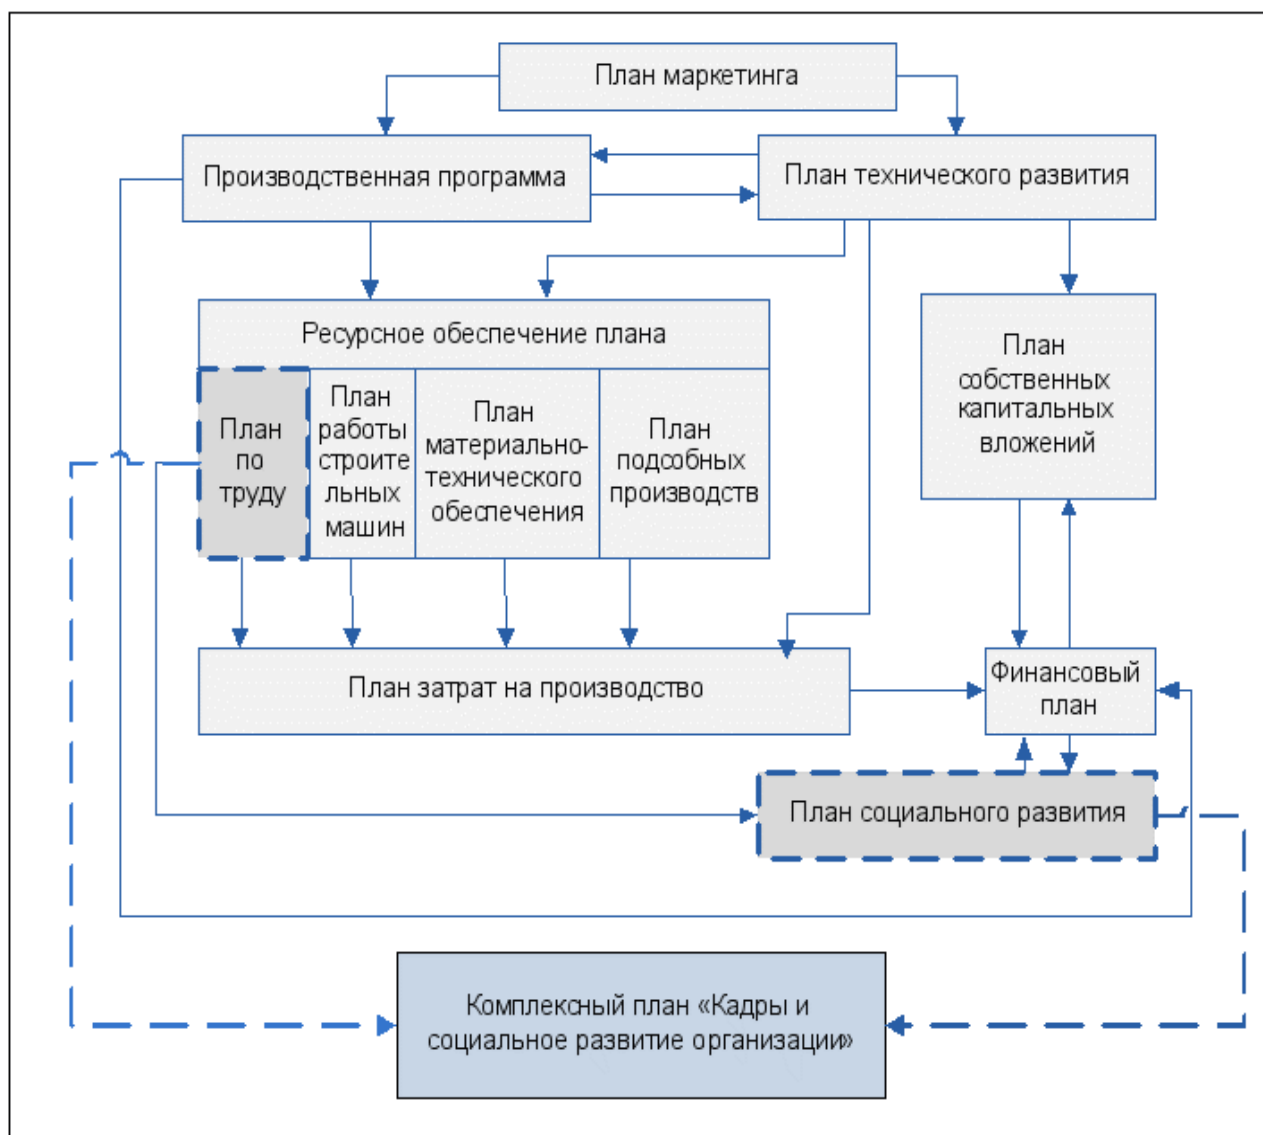 План маркетинга
Производственная программа
План технического развития
Ресурсное обеспечение плана
План
по
труду
План
работы
строите
льных
машин
План
материально-
технического
обеспечения
План
подсобных
производств
План
собственных
капитальных
вложений
План затрат на производство
Финансовый
план
План социального развития
Комплексный план «Кадры и
социальное развитие организации»